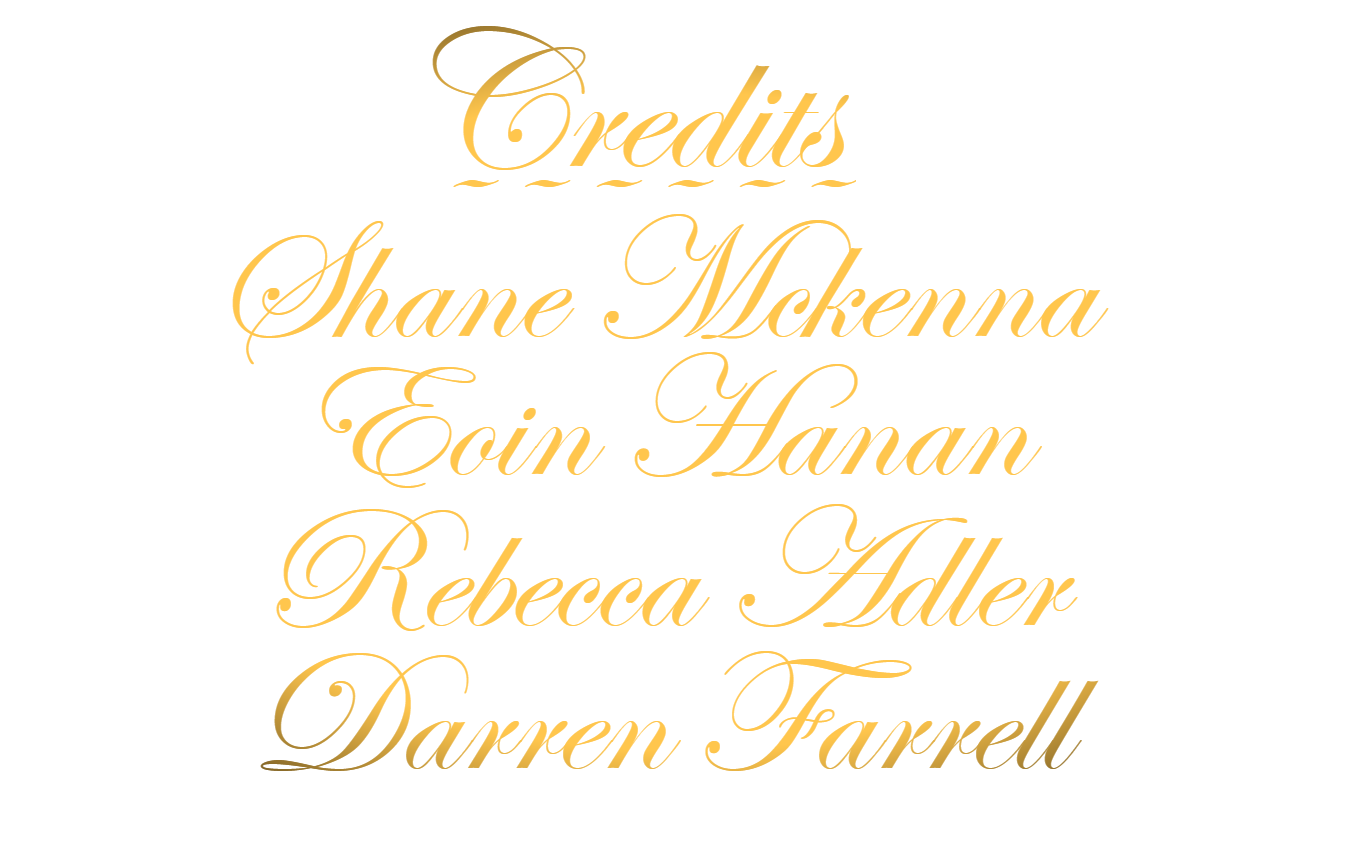 Credits
~ ~ ~ ~ ~ ~
Shane Mckenna
Eoin Hanan
Rebecca Adler
Darren Farrell